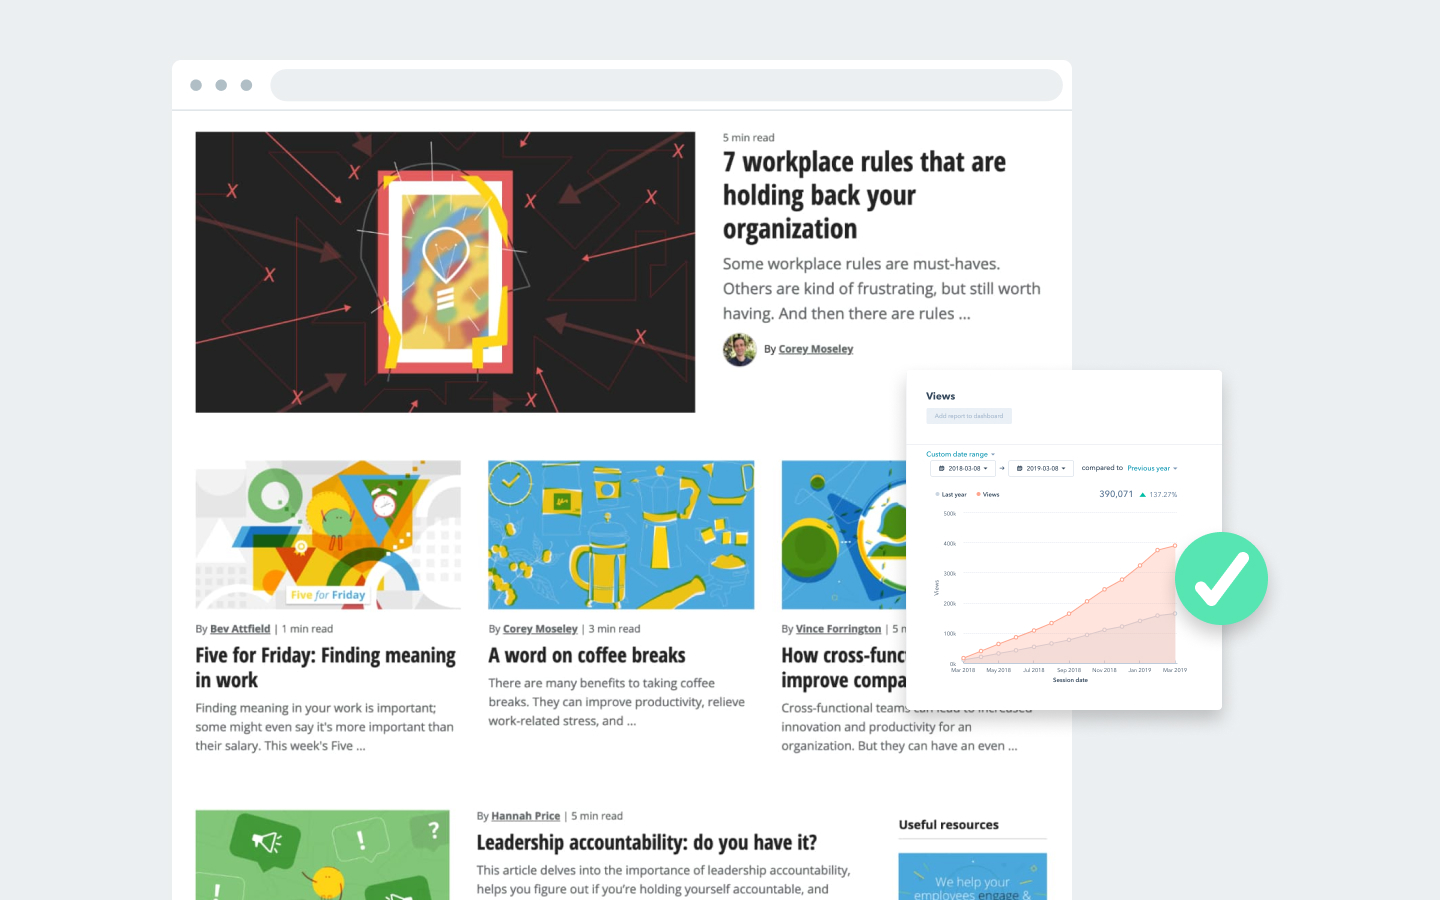 5 min read
7 workplace rules that are
holding back your
organization
Some workplace rules are must-haves.
Others are kind of frustrating, but still worth
having. And then there are rules ...
By Corey Moseley
Views
Add report to dashboard
Custom date range
2018-03-08 → 2019-03-08 compared to Previous year
Last year Views 390,071 137.27%
500k
400k
300k
200k
100k
0k
Views
Mar 2018 May 2018 Jul 2018 Sep 2018 Nov 2018 Jan 2019 Mar 2019
Session date
Five for Friday
By Bev Attfield | 1 min read
Five for Friday: Finding meaning
in work
Finding meaning in your work is important;
some might even say it's more important than
their salary. This week's Five ...
By Corey Moseley | 3 min read
A word on coffee breaks
There are many benefits to taking coffee
breaks. They can improve productivity, relieve
work-related stress, and ...
By Vince Forrington | 5 m
How cross-func
improve compa
Cross-functional teams can lead to increased
innovation and productivity for an
organization. But they can have an even ...
By Hannah Price | 5 min read
Leadership accountability: do you have it?
This article delves into the importance of leadership accountability,
helps you figure out if you're holding yourself accountable, and
Useful resources
We help your
employees engage &